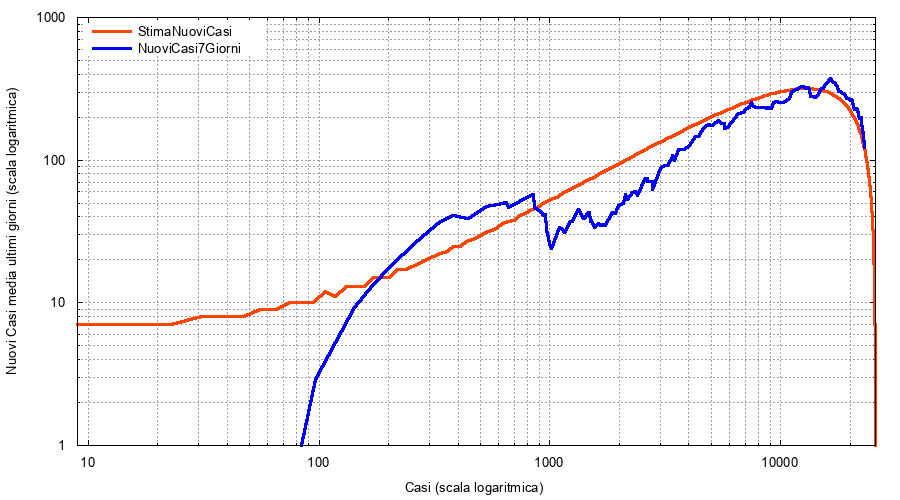 1000
StimaNuoviCasi
NuoviCasi7Giorni
100
10
1
Nuovi Casi media ultimi giorni (scala logaritmica)
10 100 1000 10000
Casi (scala logaritmica)